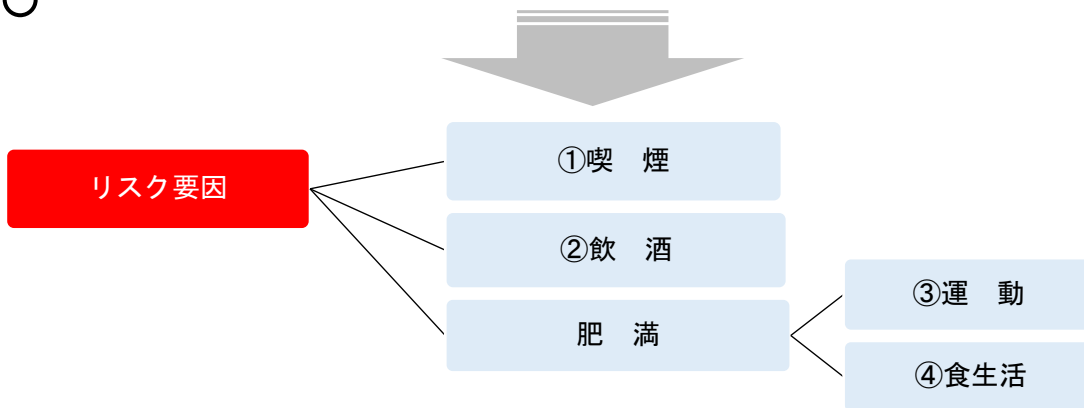 リスク要因
①喫　煙
②飲　酒
肥　満
③運　動
④食生活